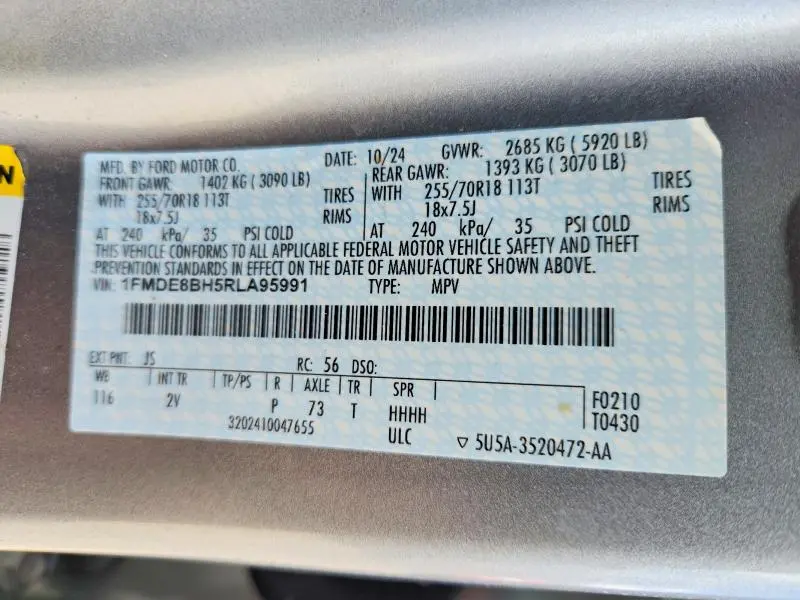 N
MFD. BY FORD MOTOR CO. DATE: 10/24 GVWR: 2685 KG ( 5920 LB)
FRONT GAWR: 1402 KG ( 3090 LB) REAR GAWR: 1393 KG ( 3070 LB)
WITH 255/70R18 113T TIRES WITH 255/70R18 113T TIRES
18x7.5J RIMS 18x7.5J RIMS
AT 240 kPa/ 35 PSI COLD AT 240 kPa/ 35 PSI COLD
THIS VEHICLE CONFORMS TO ALL APPLICABLE FEDERAL MOTOR VEHICLE SAFETY AND THEFT
PREVENTION STANDARDS IN EFFECT ON THE DATE OF MANUFACTURE SHOWN ABOVE.
VIN: 1FMDE8BH5RLA95991 TYPE: MPV
EXT PNT: JS RC: 56 DSO:
WB INT TR TP/PS R AXLE TR SPR F0210
116 2V P 73 T HHHH T0430
3202410047655 ULC ▽ 5U5A-3520472-AA